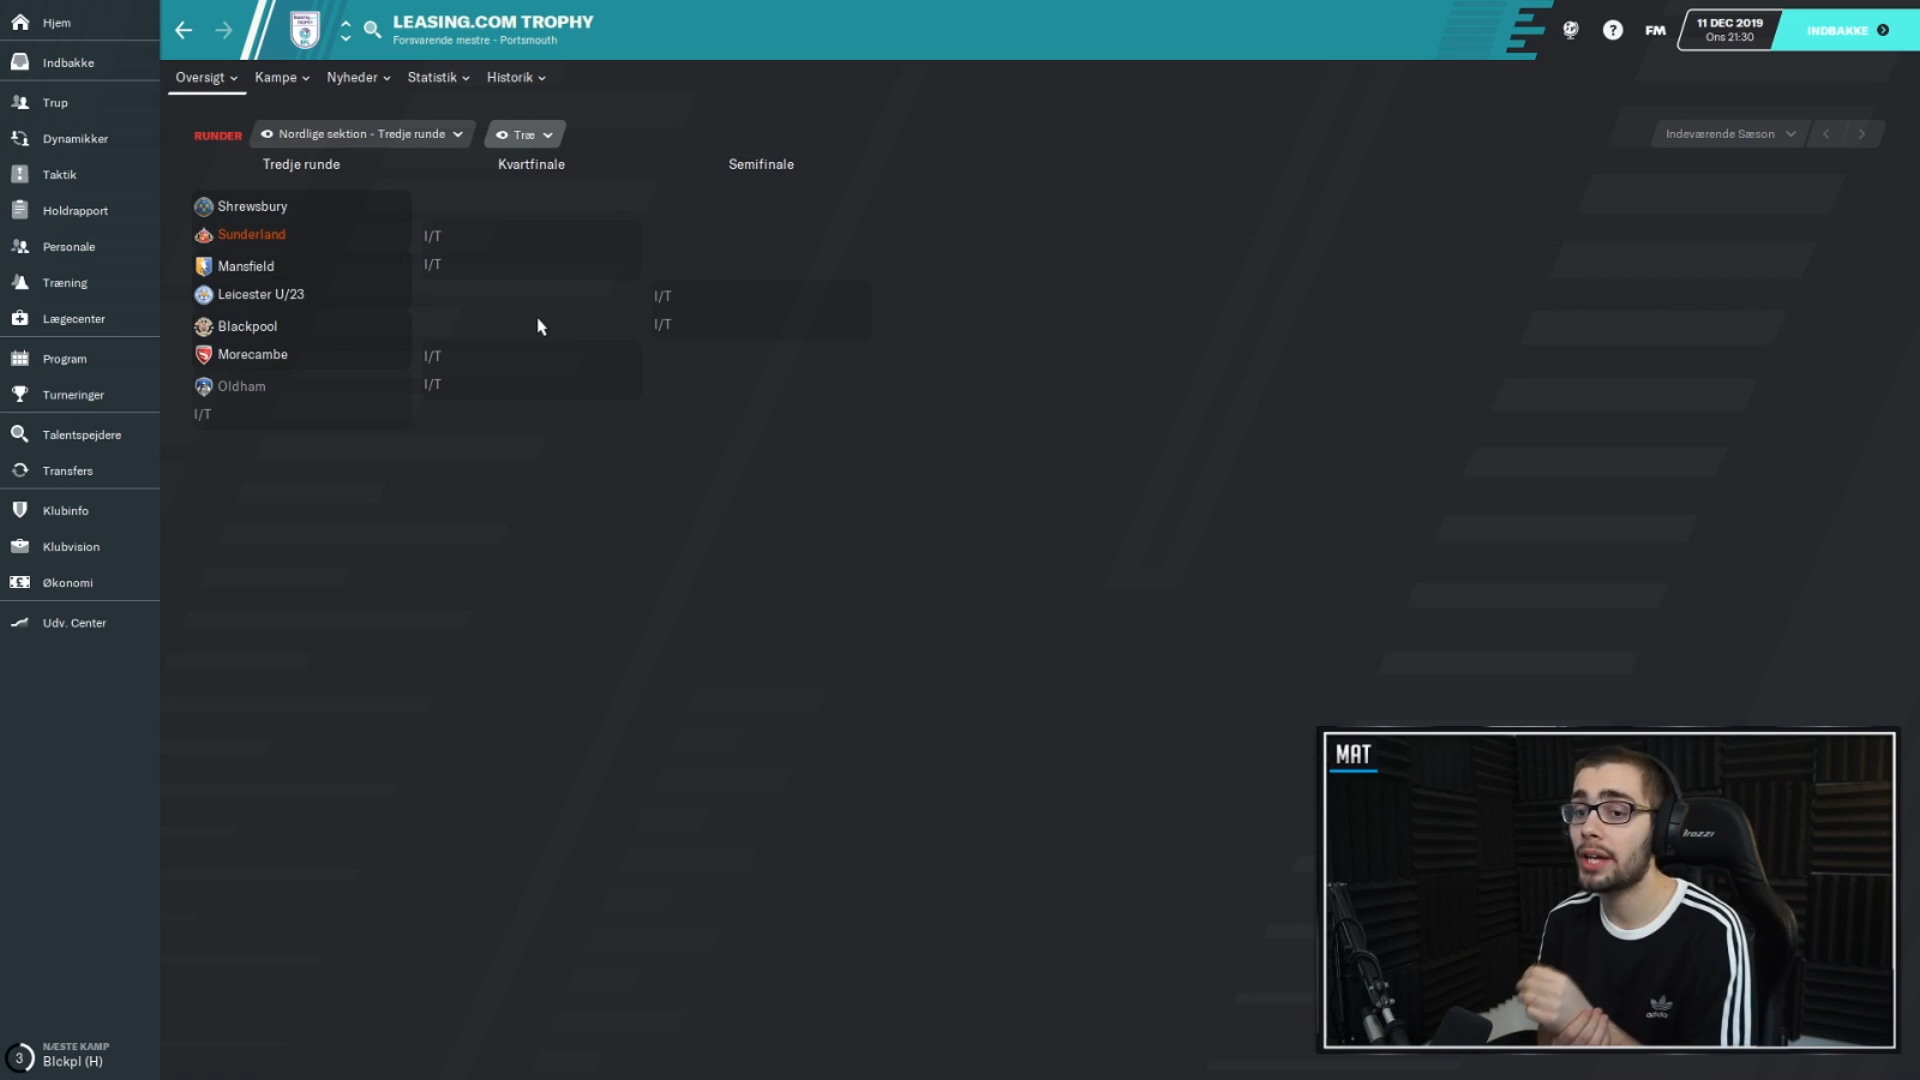 Hjem
Indbakke
Trup
Dynamikker
Taktik
Holdrapport
Personale
Træning
Lægecenter
Program
Turneringer
Talentspejdere
Transfers
Klubinfo
Klubvision
Økonomi
Udv. Center
3
NÆSTE KAMP
Blckpl (H)
LEASING.COM TROPHY
Forsvarende mestre - Portsmouth
FM
11 DEC 2019
Ons 21:30
INDBAKKE
Oversigt
Kampe
Nyheder
Statistik
Historik
RUNDER
Nordlige sektion - Tredje runde
Træ
Indeværende Sæson
Tredje runde
Kvartfinale
Semifinale
Shrewsbury
Sunderland
Mansfield
Leicester U/23
Blackpool
Morecambe
Oldham
I/T
I/T
I/T
I/T
I/T
I/T
I/T
MAT
Trozzi
adidas